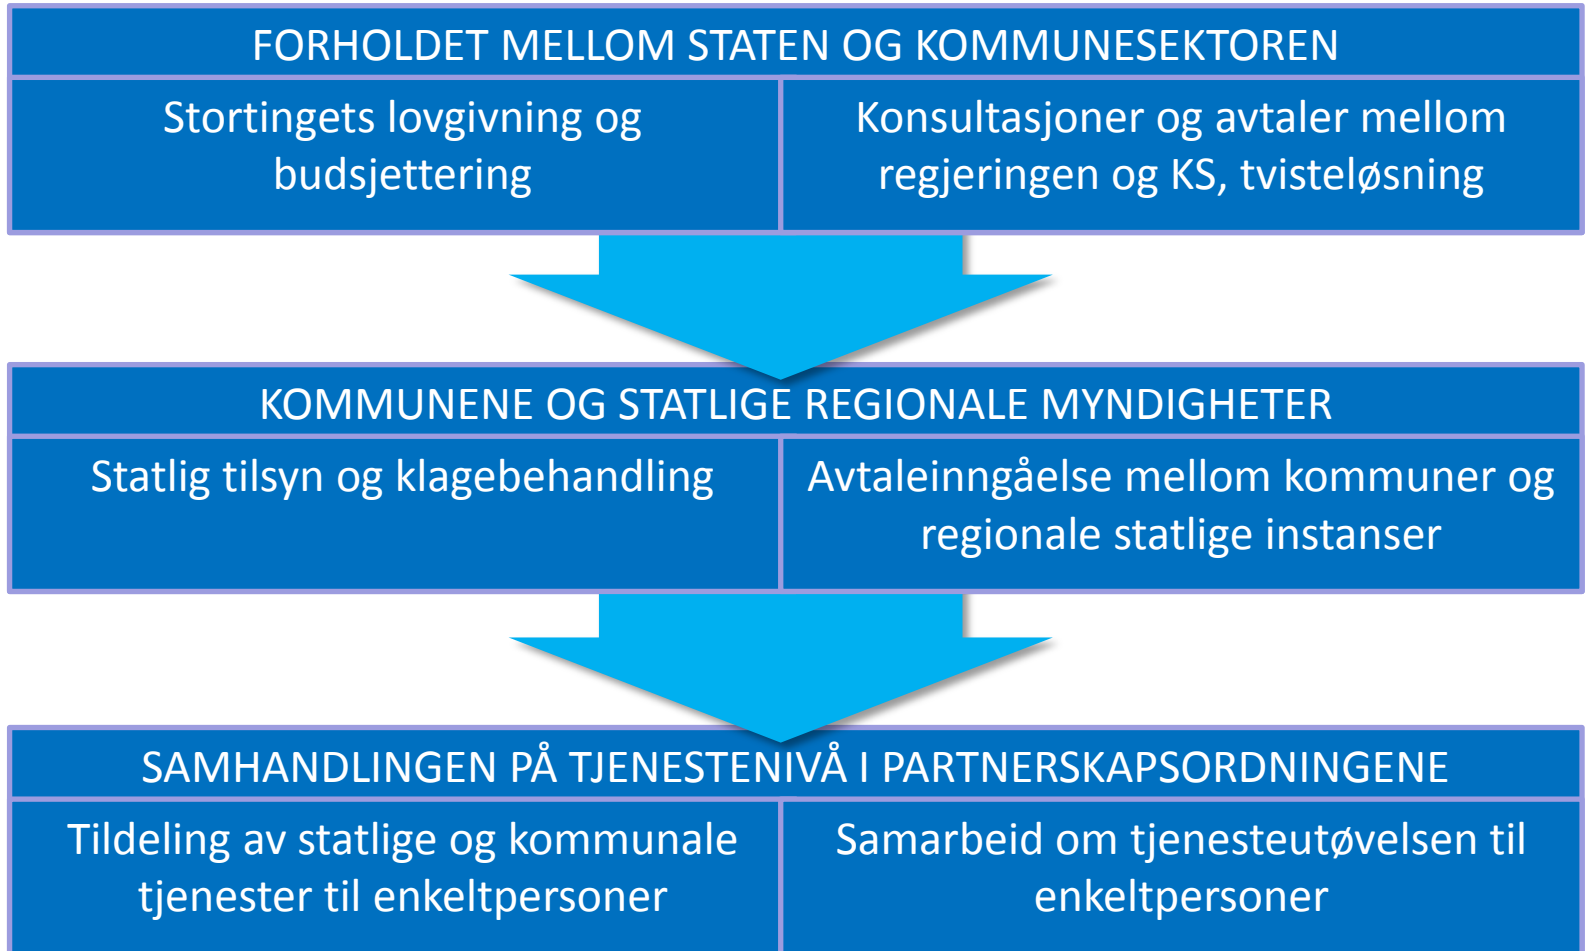 FORHOLDET MELLOM STATEN OG KOMMUNESEKTOREN
Stortingets lovgivning og
budsjettering
Konsultasjoner og avtaler mellom
regjeringen og KS, tvisteløsning
KOMMUNENE OG STATLIGE REGIONALE MYNDIGHETER
Statlig tilsyn og klagebehandling
Avtaleinngåelse mellom kommuner og
regionale statlige instanser
SAMHANDLINGEN PÅ TJENESTENIVÅ I PARTNERSKAPSORDNINGENE
Tildeling av statlige og kommunale
tjenester til enkeltpersoner
Samarbeid om tjenesteutøvelsen til
enkeltpersoner